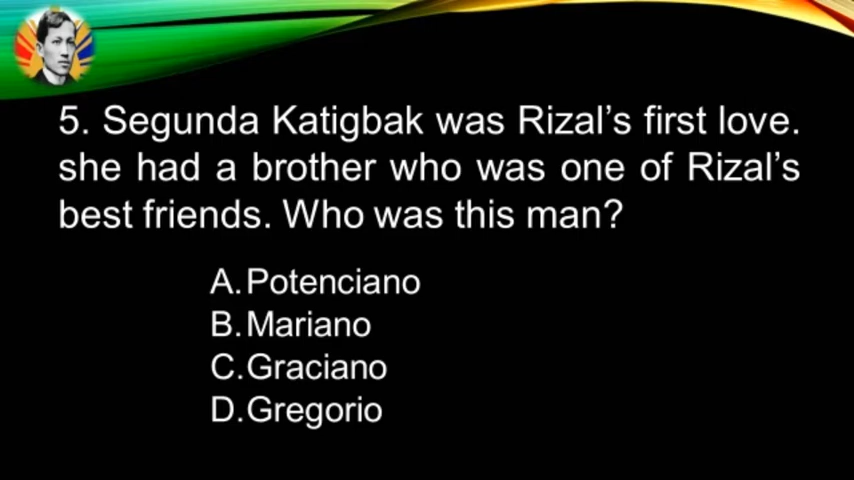 5. Segunda Katigbak was Rizal’s first love.
she had a brother who was one of Rizal’s
best friends. Who was this man?
A. Potenciano
B. Mariano
C. Graciano
D. Gregorio